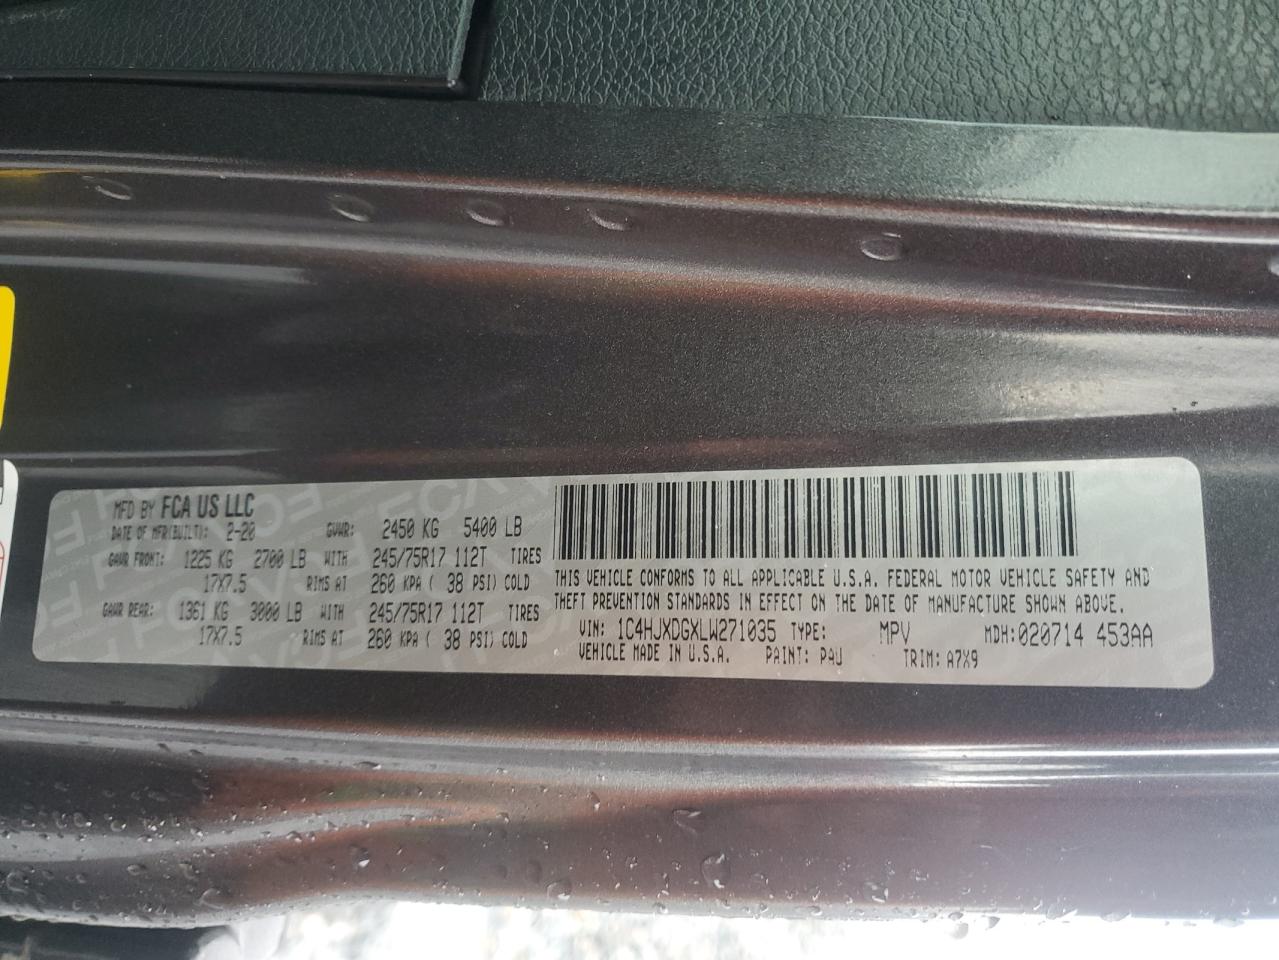 MFD BY FCA US LLC
DATE OF MFR(BUILT): 2-20 GVWR: 2450 KG 5400 LB
GAWR FRONT: 1225 KG 2700 LB WITH 245/75R17 112T TIRES
17X7.5 RIMS AT 260 KPA ( 38 PSI) COLD
GAWR REAR: 1361 KG 3000 LB WITH 245/75R17 112T TIRES
17X7.5 RIMS AT 260 KPA ( 38 PSI) COLD
THIS VEHICLE CONFORMS TO ALL APPLICABLE U.S.A. FEDERAL MOTOR VEHICLE SAFETY AND
THEFT PREVENTION STANDARDS IN EFFECT ON THE DATE OF MANUFACTURE SHOWN ABOVE.
VIN: 1C4HJXDGXLW271035 TYPE: MPV MDH:020714 453AA
VEHICLE MADE IN U.S.A. PAINT: PAU TRIM: A7X9